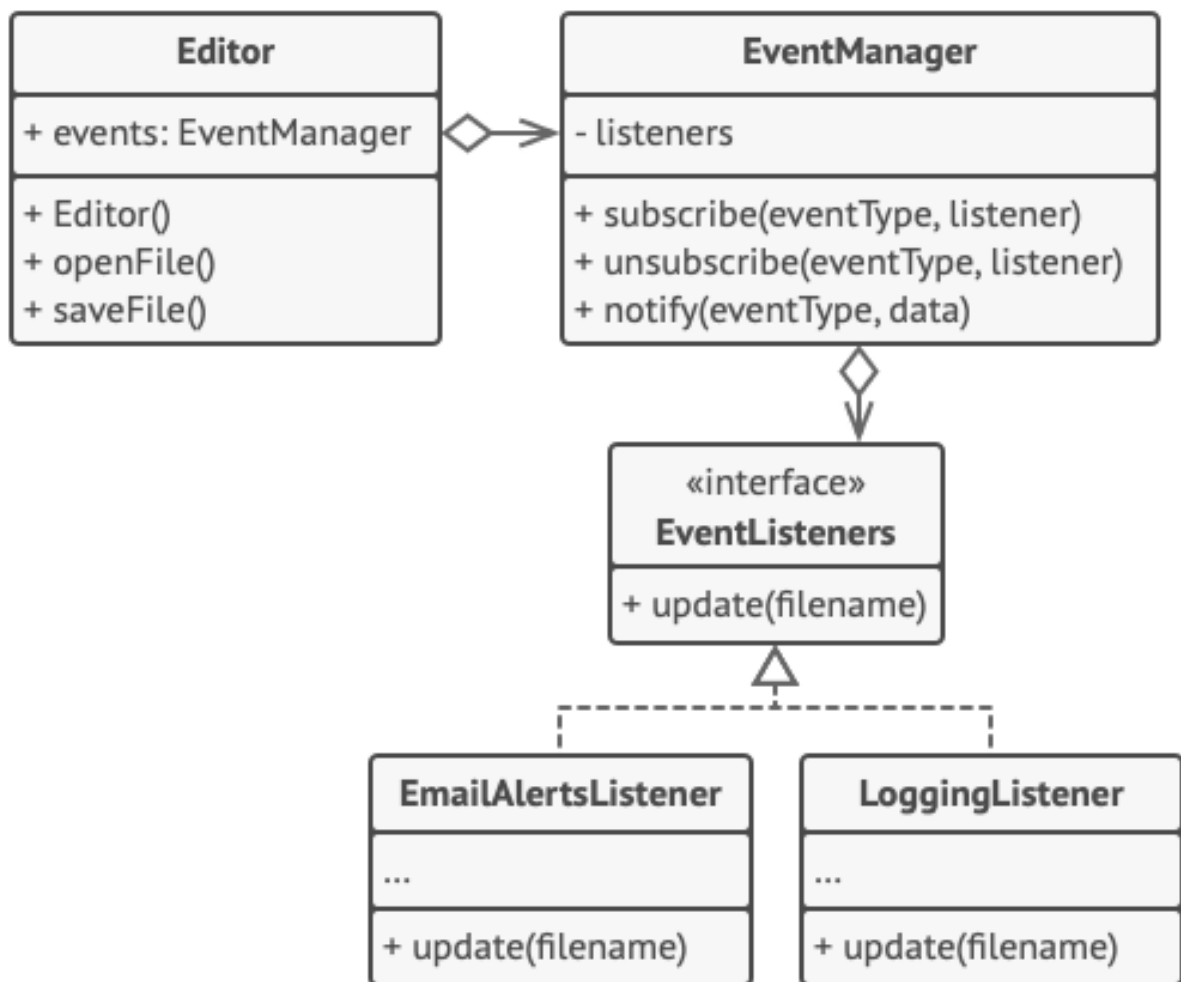 Editor
+ events: EventManager
+ Editor()
+ openFile()
+ saveFile()
EventManager
- listeners
+ subscribe(eventType, listener)
+ unsubscribe(eventType, listener)
+ notify(eventType, data)
«interface»
EventListeners
+ update(filename)
EmailAlertsListener
...
+ update(filename)
LoggingListener
...
+ update(filename)